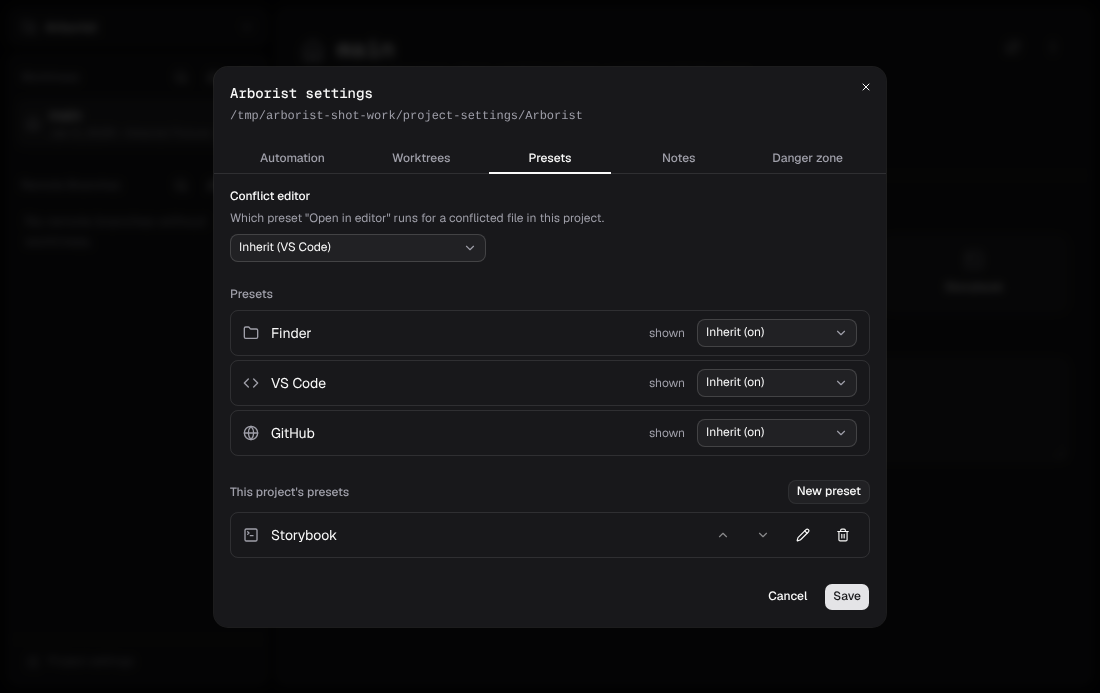 main
Arborist settings
/tmp/arborist-shot-work/project-settings/Arborist
Automation
Worktrees
Presets
Notes
Danger zone
Conflict editor
Which preset "Open in editor" runs for a conflicted file in this project.
Inherit (VS Code)
Presets
Finder
shown
Inherit (on)
VS Code
shown
Inherit (on)
GitHub
shown
Inherit (on)
This project's presets
New preset
Storybook
Cancel
Save